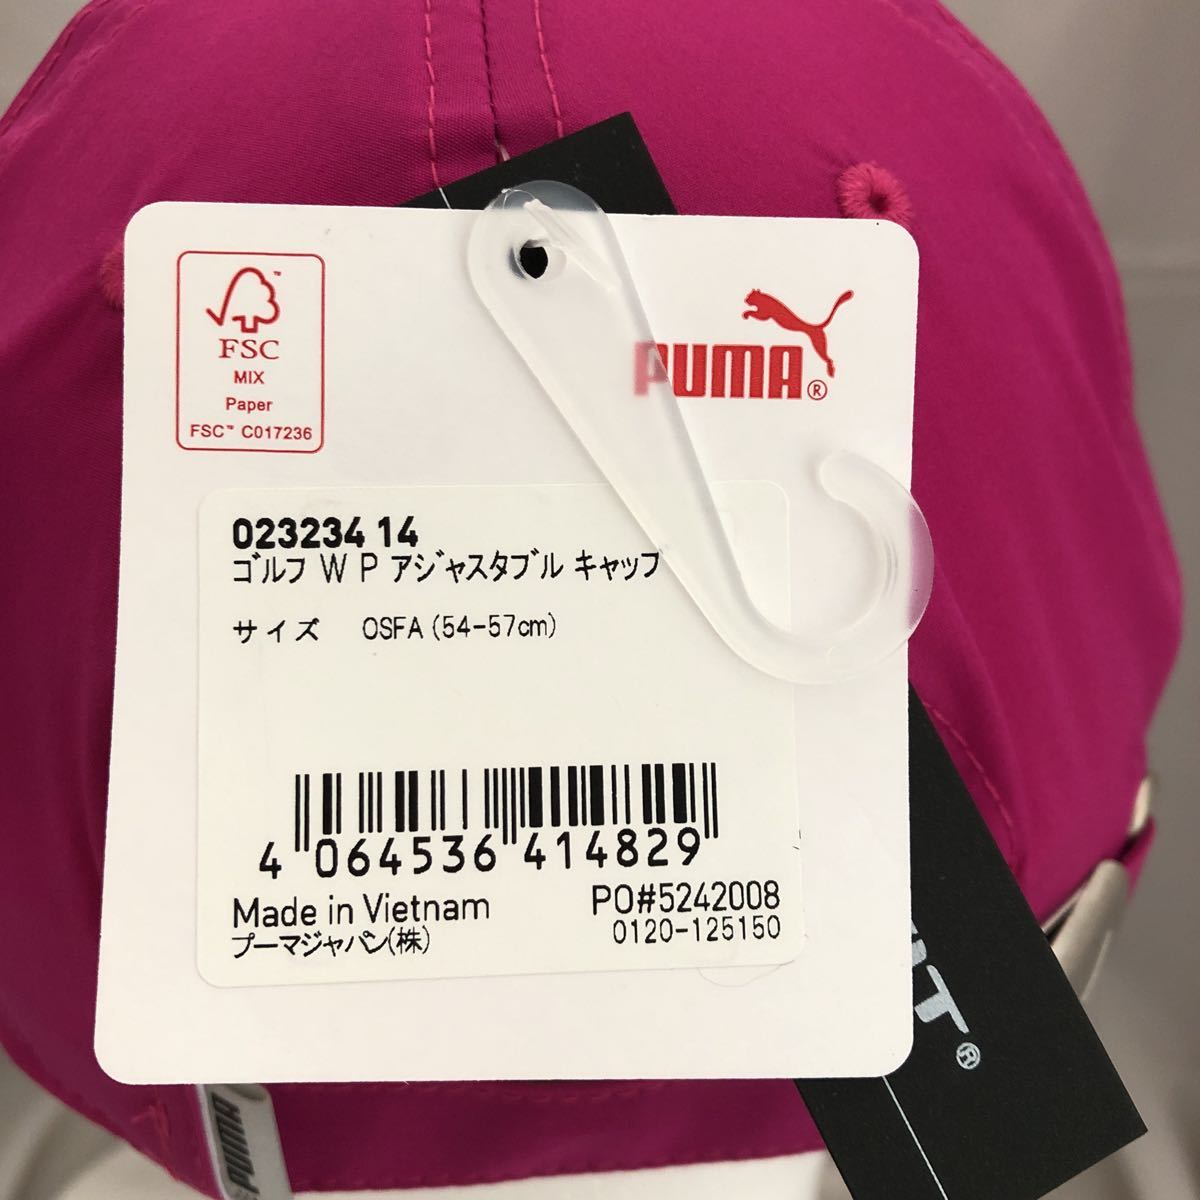 FSC
MIX
Paper
FSC™ C017236
PUMA®
023234 14
ゴルフ W P アジャスタブル キャップ
サイズ OSFA (54-57cm)
4 064536 414829
Made in Vietnam
PO#5242008
プーマジャパン(株)
0120-125150
PUMA